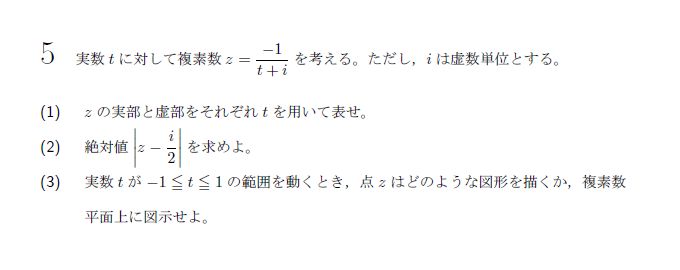 5 実数 t に対して複素数 z = \frac{-1}{t+i} を考える。ただし，i は虚数単位とする。
(1) z の実部と虚部をそれぞれ t を用いて表せ。
(2) 絶対値 \left| z - \frac{i}{2} \right| を求めよ。
(3) 実数 t が −1 ≦ t ≦ 1 の範囲を動くとき，点 z はどのような図形を描くか，複素数
平面上に図示せよ。